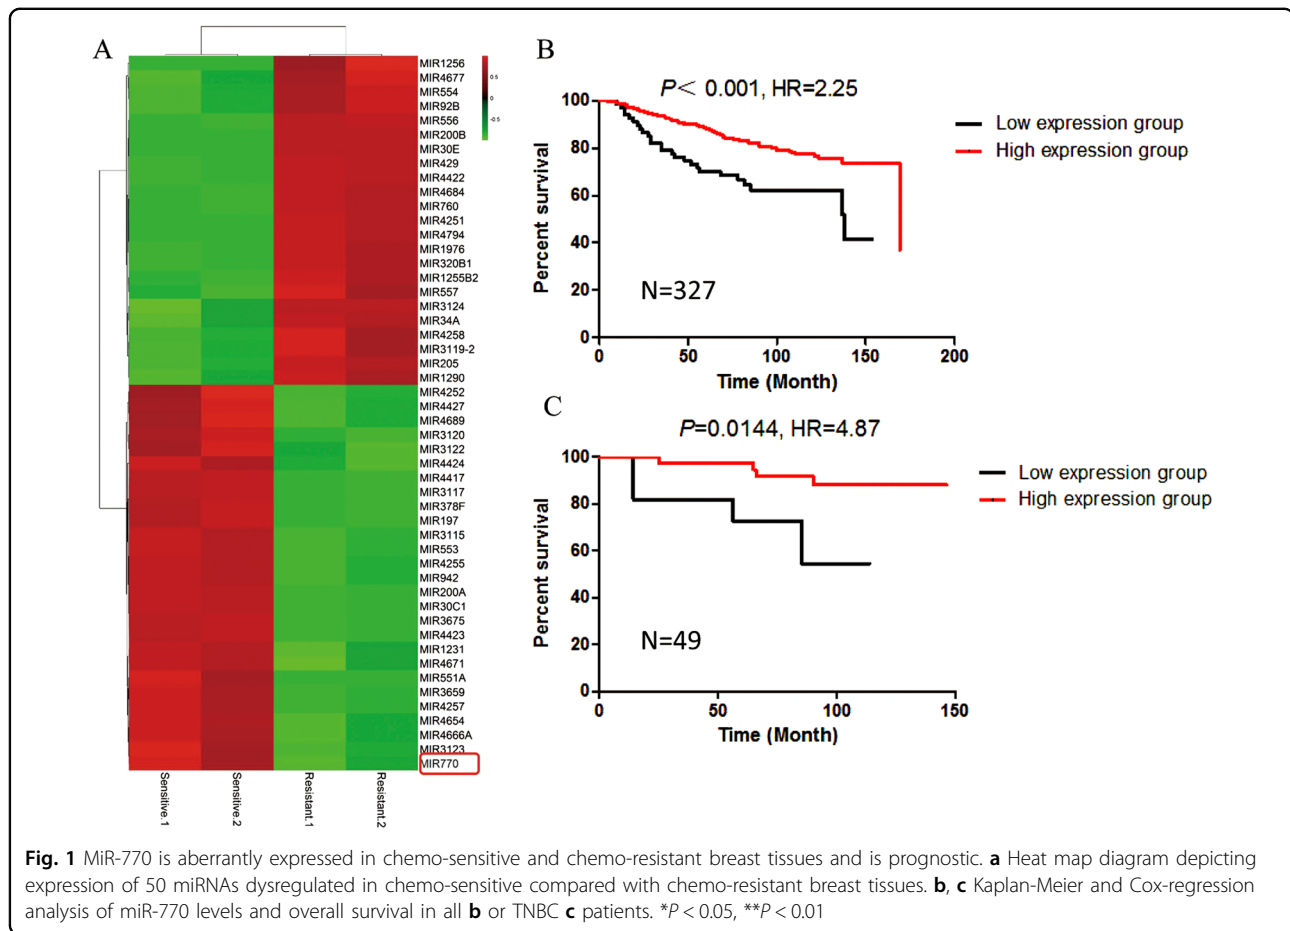 A
MIR1256
MIR4677
MIR554
MIR92B
MIR556
MIR200B
MIR30E
MIR429
MIR4422
MIR4684
MIR760
MIR4251
MIR4794
MIR1976
MIR320B1
MIR1255B2
MIR557
MIR3124
MIR34A
MIR4258
MIR3119-2
MIR205
MIR1290
MIR4252
MIR4427
MIR4689
MIR3120
MIR3122
MIR4424
MIR4417
MIR3117
MIR378F
MIR197
MIR3115
MIR553
MIR4255
MIR942
MIR200A
MIR30C1
MIR3675
MIR4423
MIR1231
MIR4671
MIR551A
MIR3659
MIR4257
MIR4654
MIR4666A
MIR3123
MIR770
0.5
0
-0.5
Sensitive.1
Sensitive.2
Resistant.1
Resistant.2
B
P< 0.001, HR=2.25
Low expression group
High expression group
Percent survival
100
80
60
40
20
0
N=327
0 50 100 150 200
Time (Month)
C
P=0.0144, HR=4.87
Low expression group
High expression group
Percent survival
100
80
60
40
20
0
N=49
0 50 100 150
Time (Month)
Fig. 1 MiR-770 is aberrantly expressed in chemo-sensitive and chemo-resistant breast tissues and is prognostic. a Heat map diagram depicting
expression of 50 miRNAs dysregulated in chemo-sensitive compared with chemo-resistant breast tissues. b, c Kaplan-Meier and Cox-regression
analysis of miR-770 levels and overall survival in all b or TNBC c patients. *P < 0.05, **P < 0.01